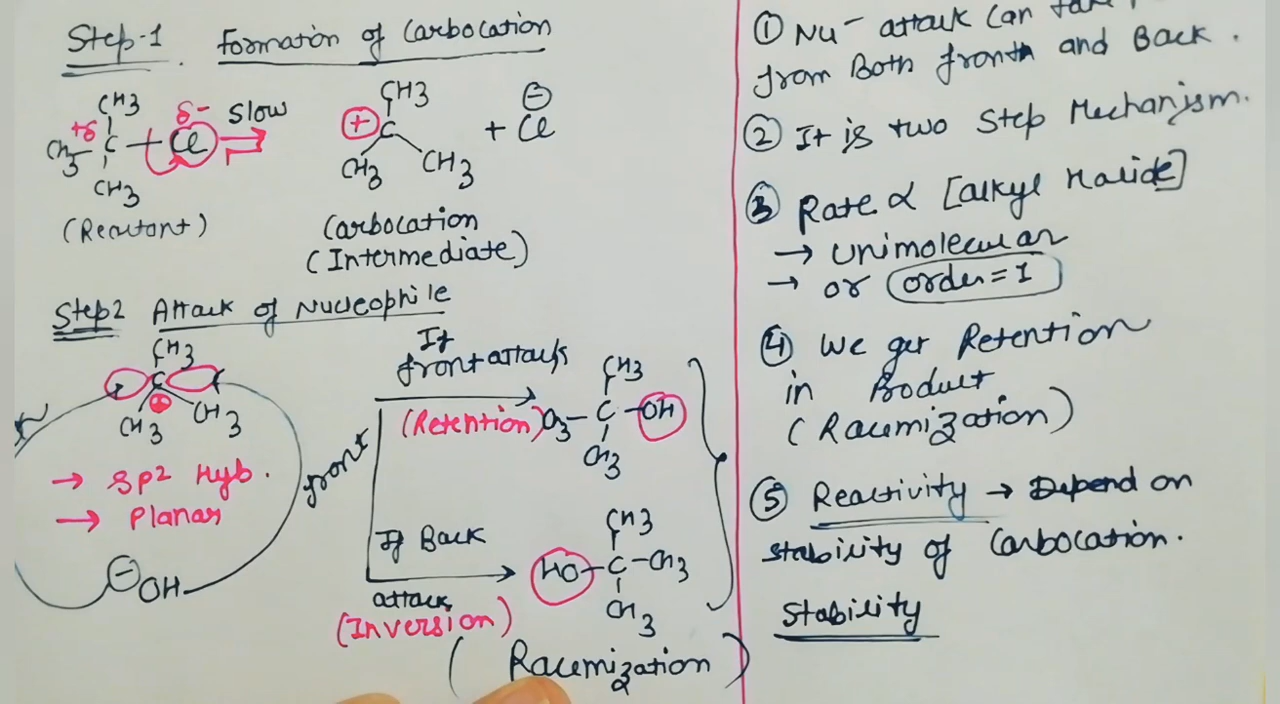 Step-1. Formation of Carbocation
CH3
+δ δ- Slow
CH3-C+Cl
CH3
(Reactant)
CH3
+ C + Cl ⊖
CH3 CH3
Carbocation
(Intermediate)
Step2 Attack of Nucleophile
CH3
C
CH3 CH3
→ SP2 Hyb.
→ Planar
⊖OH
front
If
front attacks
(Retention)
CH3
C-OH
CH3
If Back
attack
(Inversion)
CH3
HO-C-CH3
CH3
(Racemization)
① Nu- attack can
from Both front and Back.
② It is two Step Mechanism.
③ Rate α [alkyl Halide]
→ unimolecular
→ or order=1
④ We get Retention
in Product
(Racemization)
⑤ Reactivity → Depend on
stability of Carbocation.
Stability